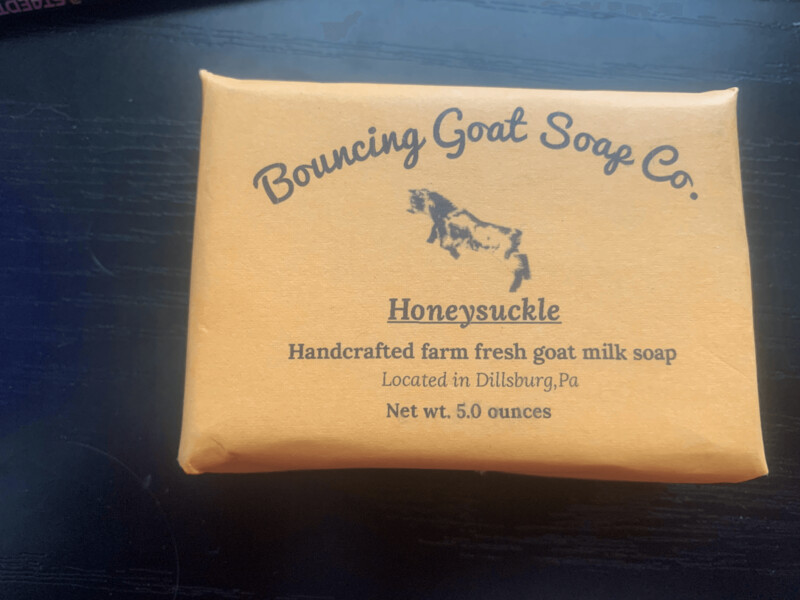 Bouncing Goat Soap Co.
Honeysuckle
Handcrafted farm fresh goat milk soap
Located in Dillsburg,Pa
Net wt. 5.0 ounces